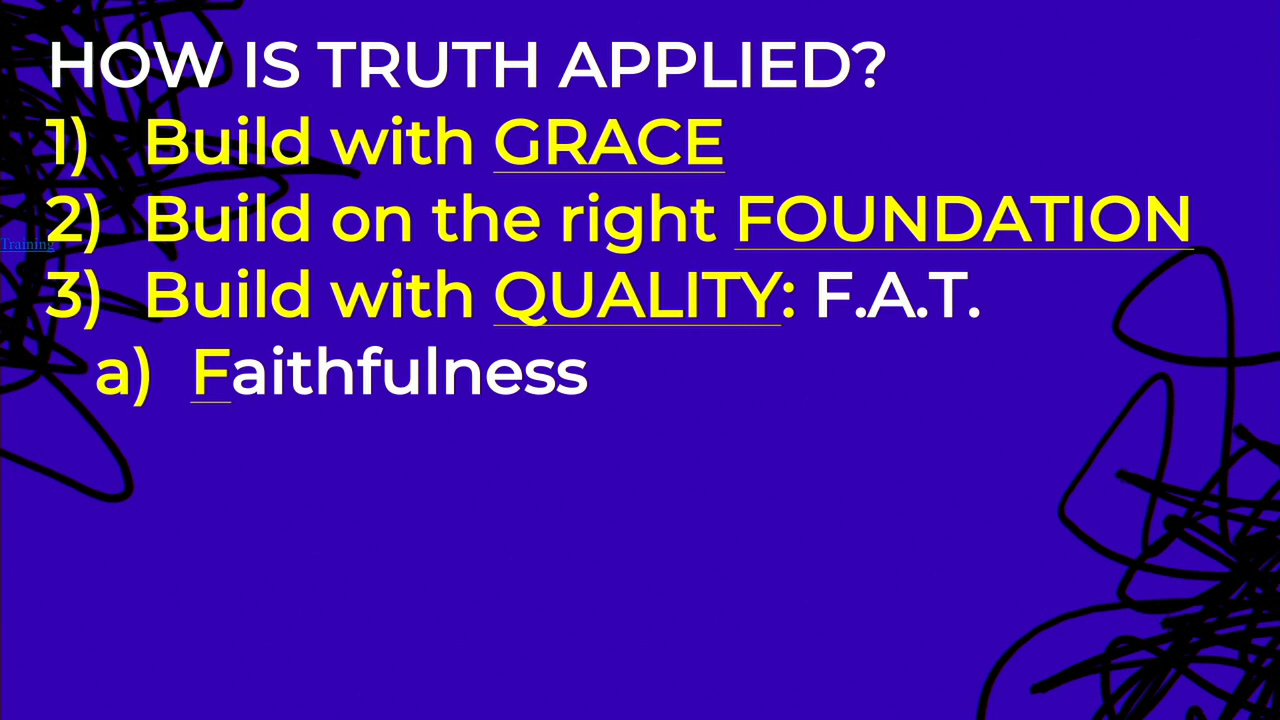 HOW IS TRUTH APPLIED?
1) Build with GRACE
2) Build on the right FOUNDATION
Training
3) Build with QUALITY: F.A.T.
a) Faithfulness